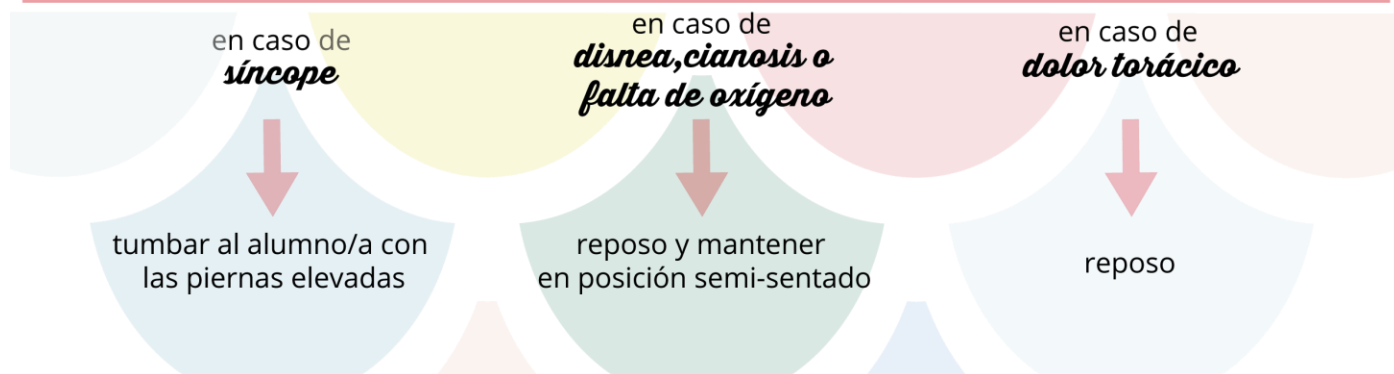 en caso de
síncope
tumbar al alumno/a con
las piernas elevadas
en caso de
disnea,cianosis o
falta de oxígeno
reposo y mantener
en posición semi-sentado
en caso de
dolor torácico
reposo